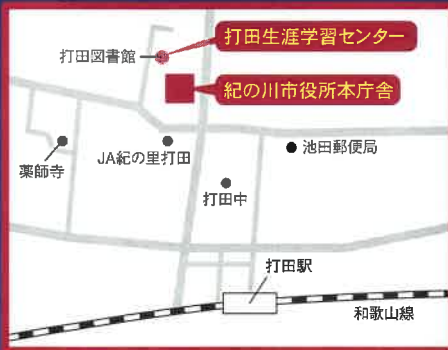 打田生涯学習センター
打田図書館
紀の川市役所本庁舎
池田郵便局
JA紀の里打田
薬師寺
打田中
打田駅
和歌山線